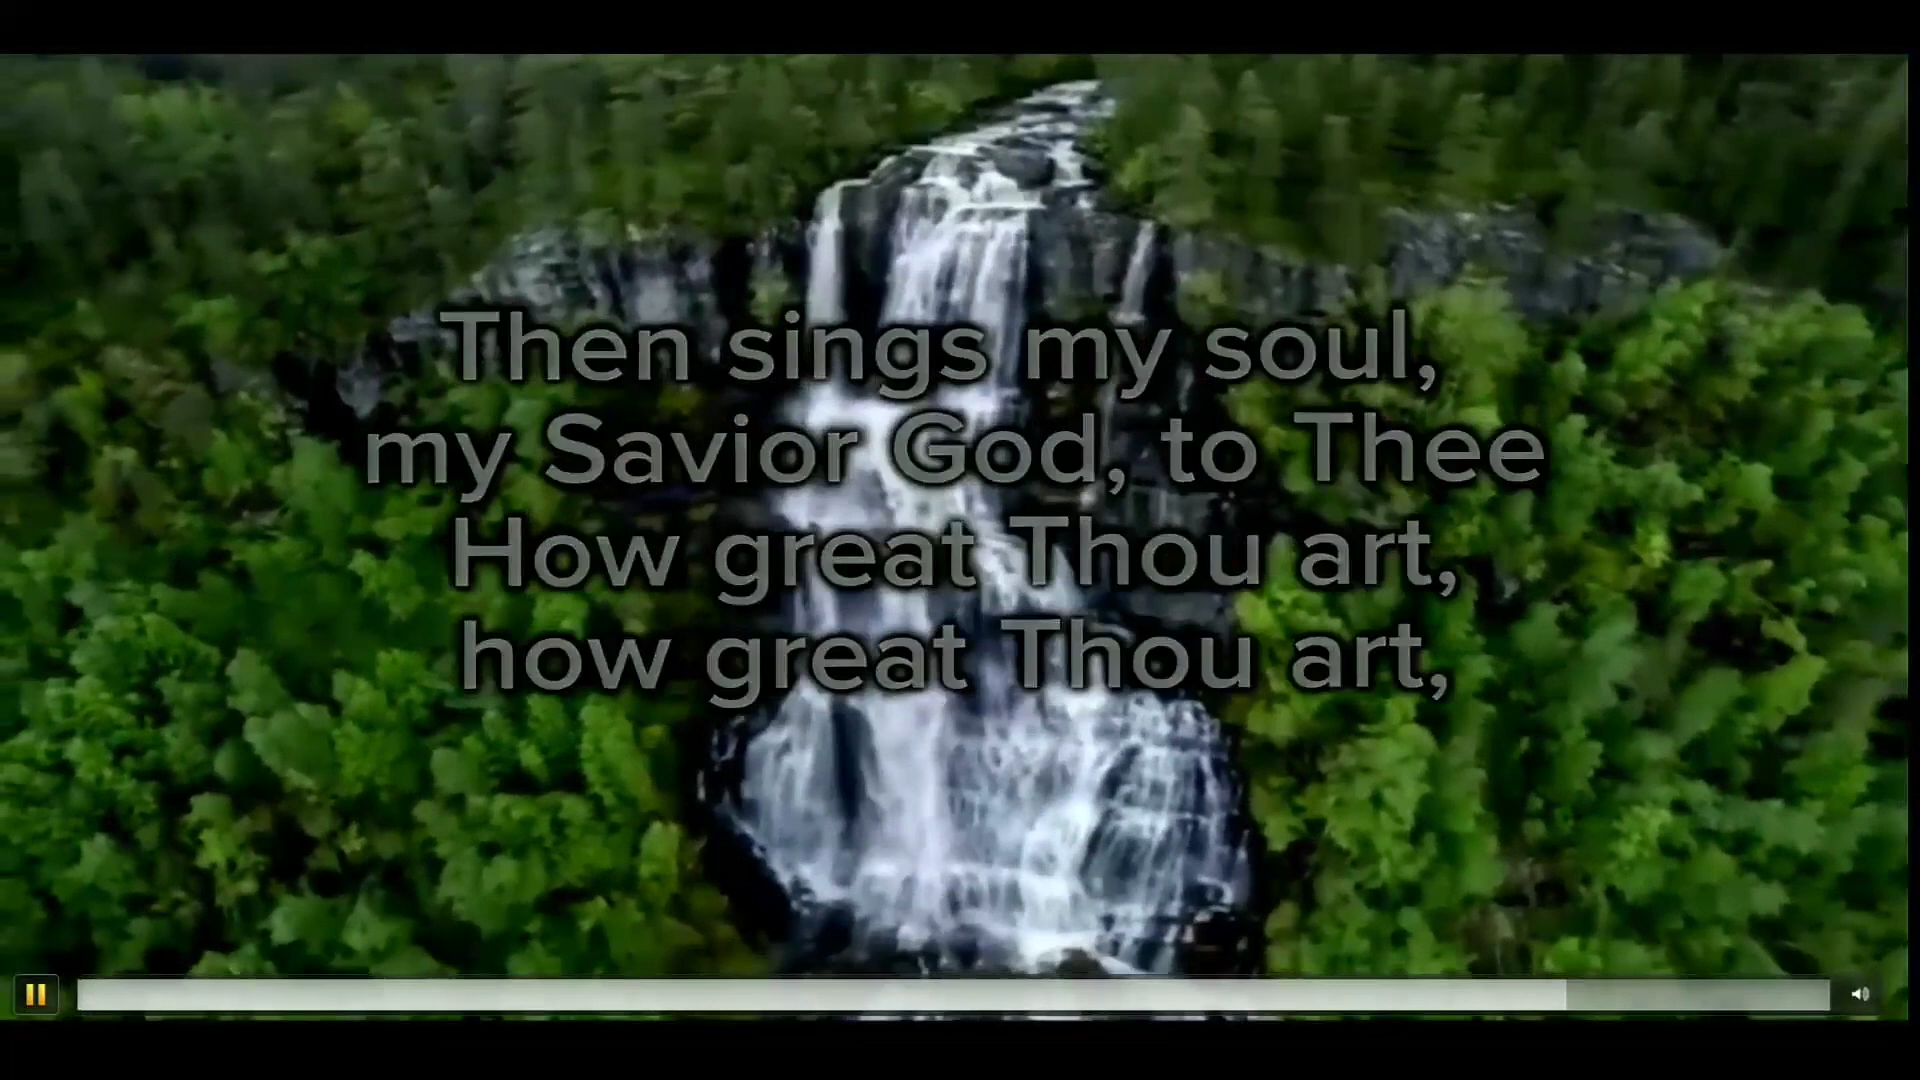 Then sings my soul,
my Savior God, to Thee
How great Thou art,
how great Thou art,